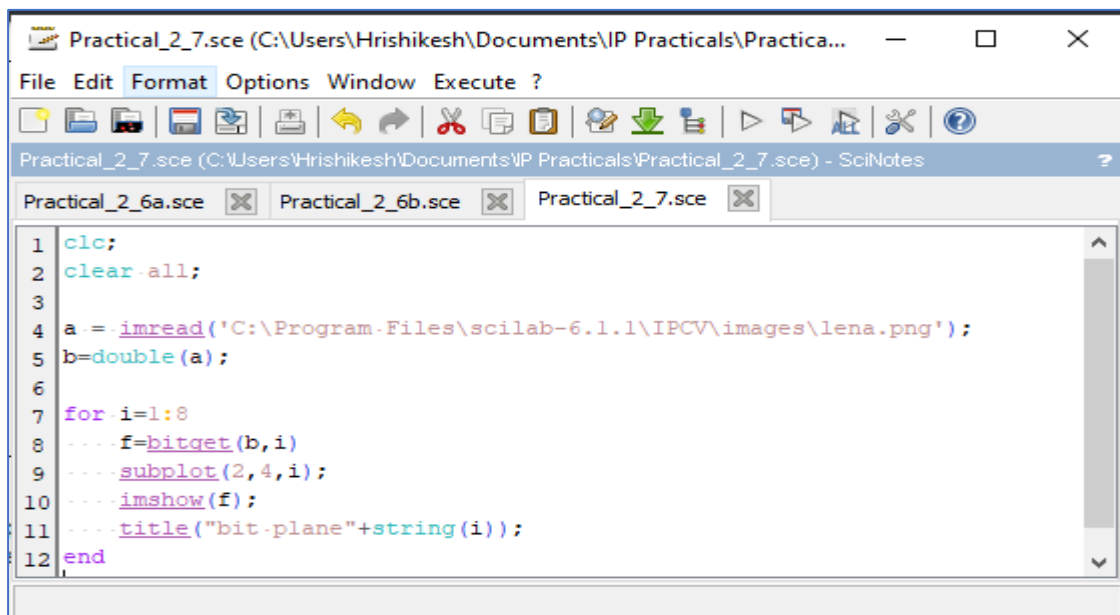 Practical_2_7.sce (C:\Users\Hrishikesh\Documents\IP Practicals\Practica...
File Edit Format Options Window Execute ?
Practical_2_7.sce (C:\Users\Hrishikesh\Documents\IP Practicals\Practical_2_7.sce) - SciNotes ?
Practical_2_6a.sce Practical_2_6b.sce Practical_2_7.sce
1 clc;
2 clear all;
3
4 a = imread('C:\Program Files\scilab-6.1.1\IPCV\images\lena.png');
5 b=double(a);
6
7 for i=1:8
8     f=bitget(b,i)
9     subplot(2,4,i);
10     imshow(f);
11     title("bit plane"+string(i));
12 end